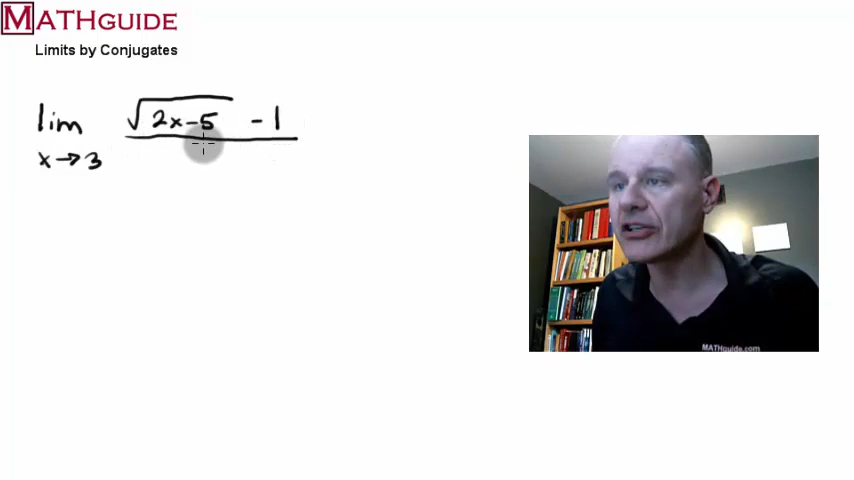 MATHGUIDE
Limits by Conjugates
lim √2x-5 - 1
x→3
MATHguide.com